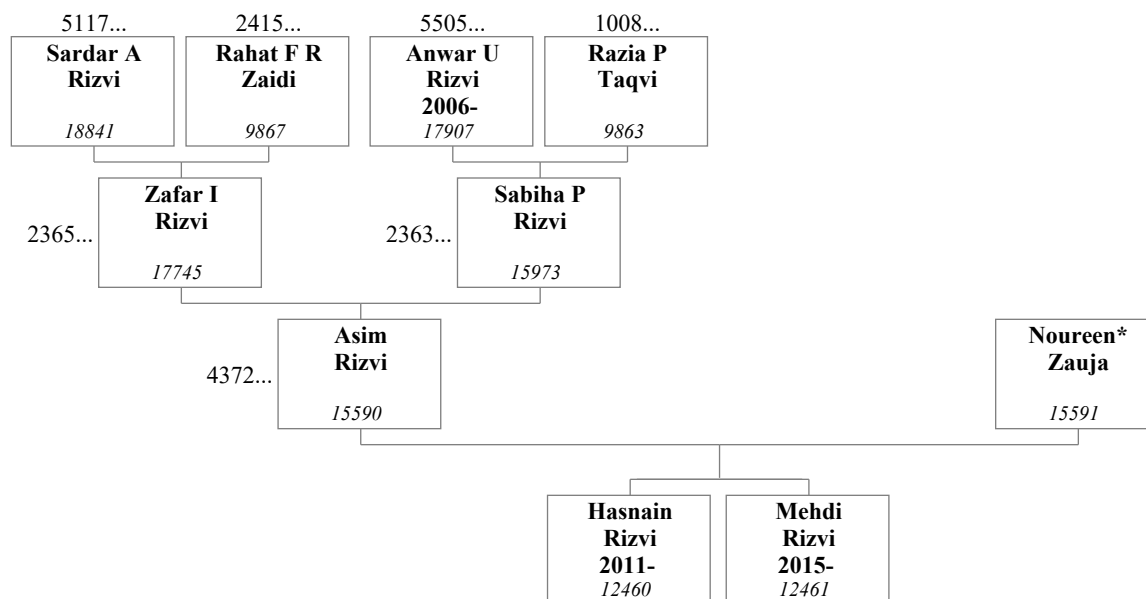 5117... 2415... 5505... 1008...
Sardar A Rahat F R Anwar U Razia P
Rizvi Zaidi Rizvi Taqvi
2006-
18841 9867 17907 9863
Zafar I Sabiha P
Rizvi Rizvi
2365... 2363...
17745 15973
Asim Noureen*
Rizvi Zauja
4372...
15590 15591
Hasnain Mehdi
Rizvi Rizvi
2011- 2015-
12460 12461